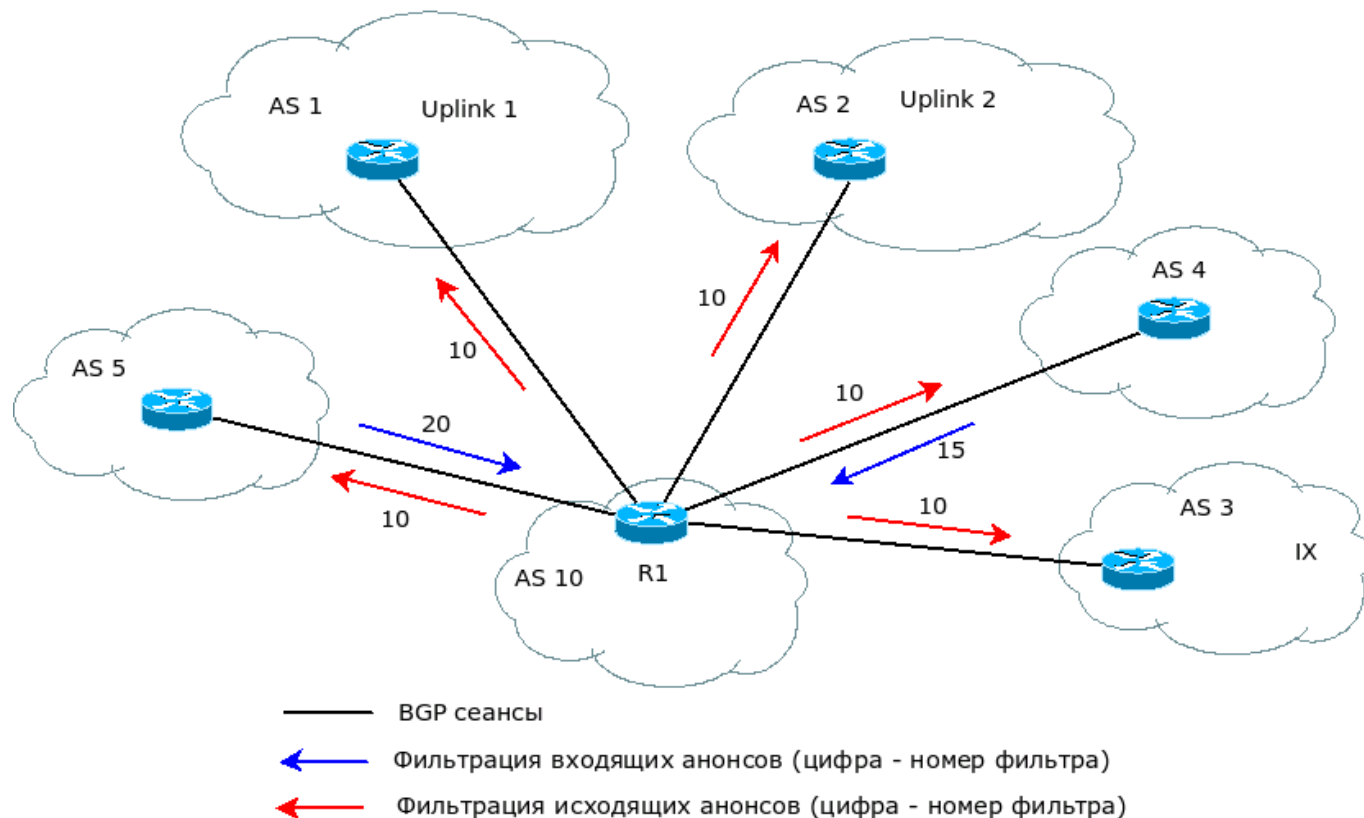 AS 1
Uplink 1
AS 2
Uplink 2
AS 4
10
10
AS 5
10
20
15
10
10
AS 3
IX
AS 10
R1
BGP сеансы
Фильтрация входящих анонсов (цифра - номер фильтра)
Фильтрация исходящих анонсов (цифра - номер фильтра)